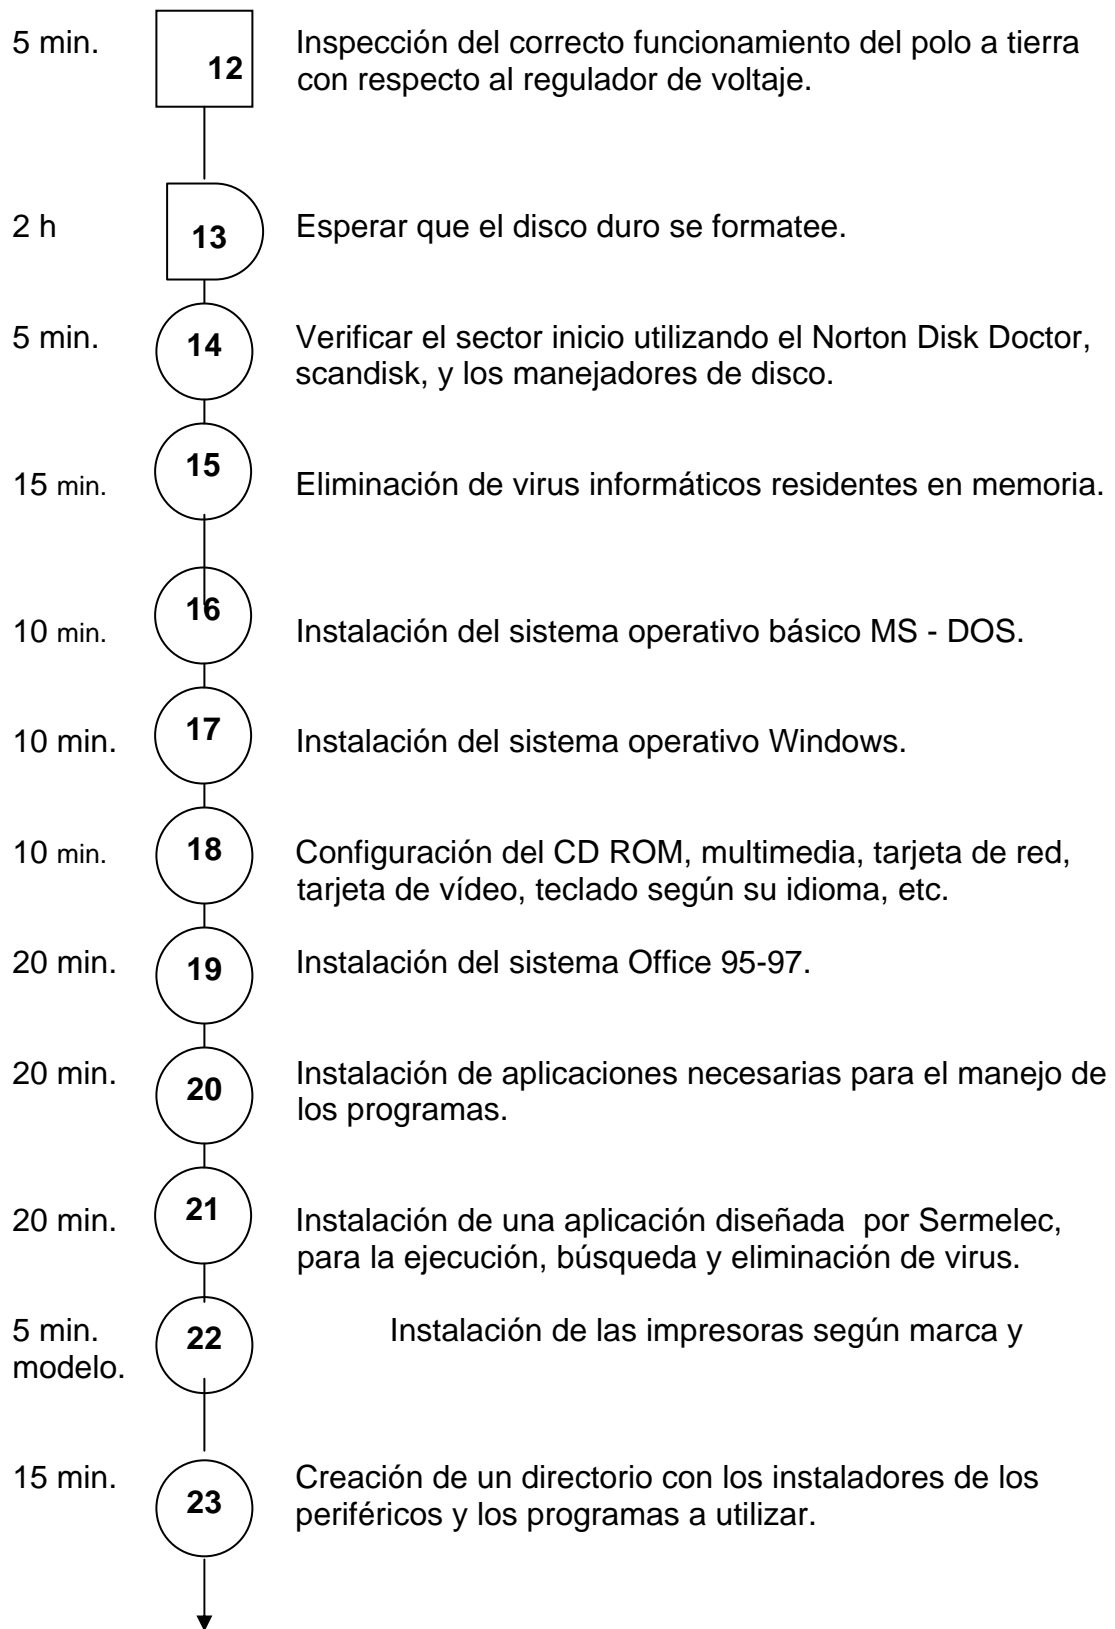 5 min. 12 Inspección del correcto funcionamiento del polo a tierra
con respecto al regulador de voltaje.
2 h 13 Esperar que el disco duro se formatee.
5 min. 14 Verificar el sector inicio utilizando el Norton Disk Doctor,
scandisk, y los manejadores de disco.
15 min. 15 Eliminación de virus informáticos residentes en memoria.
10 min. 16 Instalación del sistema operativo básico MS - DOS.
10 min. 17 Instalación del sistema operativo Windows.
10 min. 18 Configuración del CD ROM, multimedia, tarjeta de red,
tarjeta de vídeo, teclado según su idioma, etc.
20 min. 19 Instalación del sistema Office 95-97.
20 min. 20 Instalación de aplicaciones necesarias para el manejo de
los programas.
20 min. 21 Instalación de una aplicación diseñada por Sermelec,
para la ejecución, búsqueda y eliminación de virus.
5 min. 22 Instalación de las impresoras según marca y
modelo.
15 min. 23 Creación de un directorio con los instaladores de los
periféricos y los programas a utilizar.